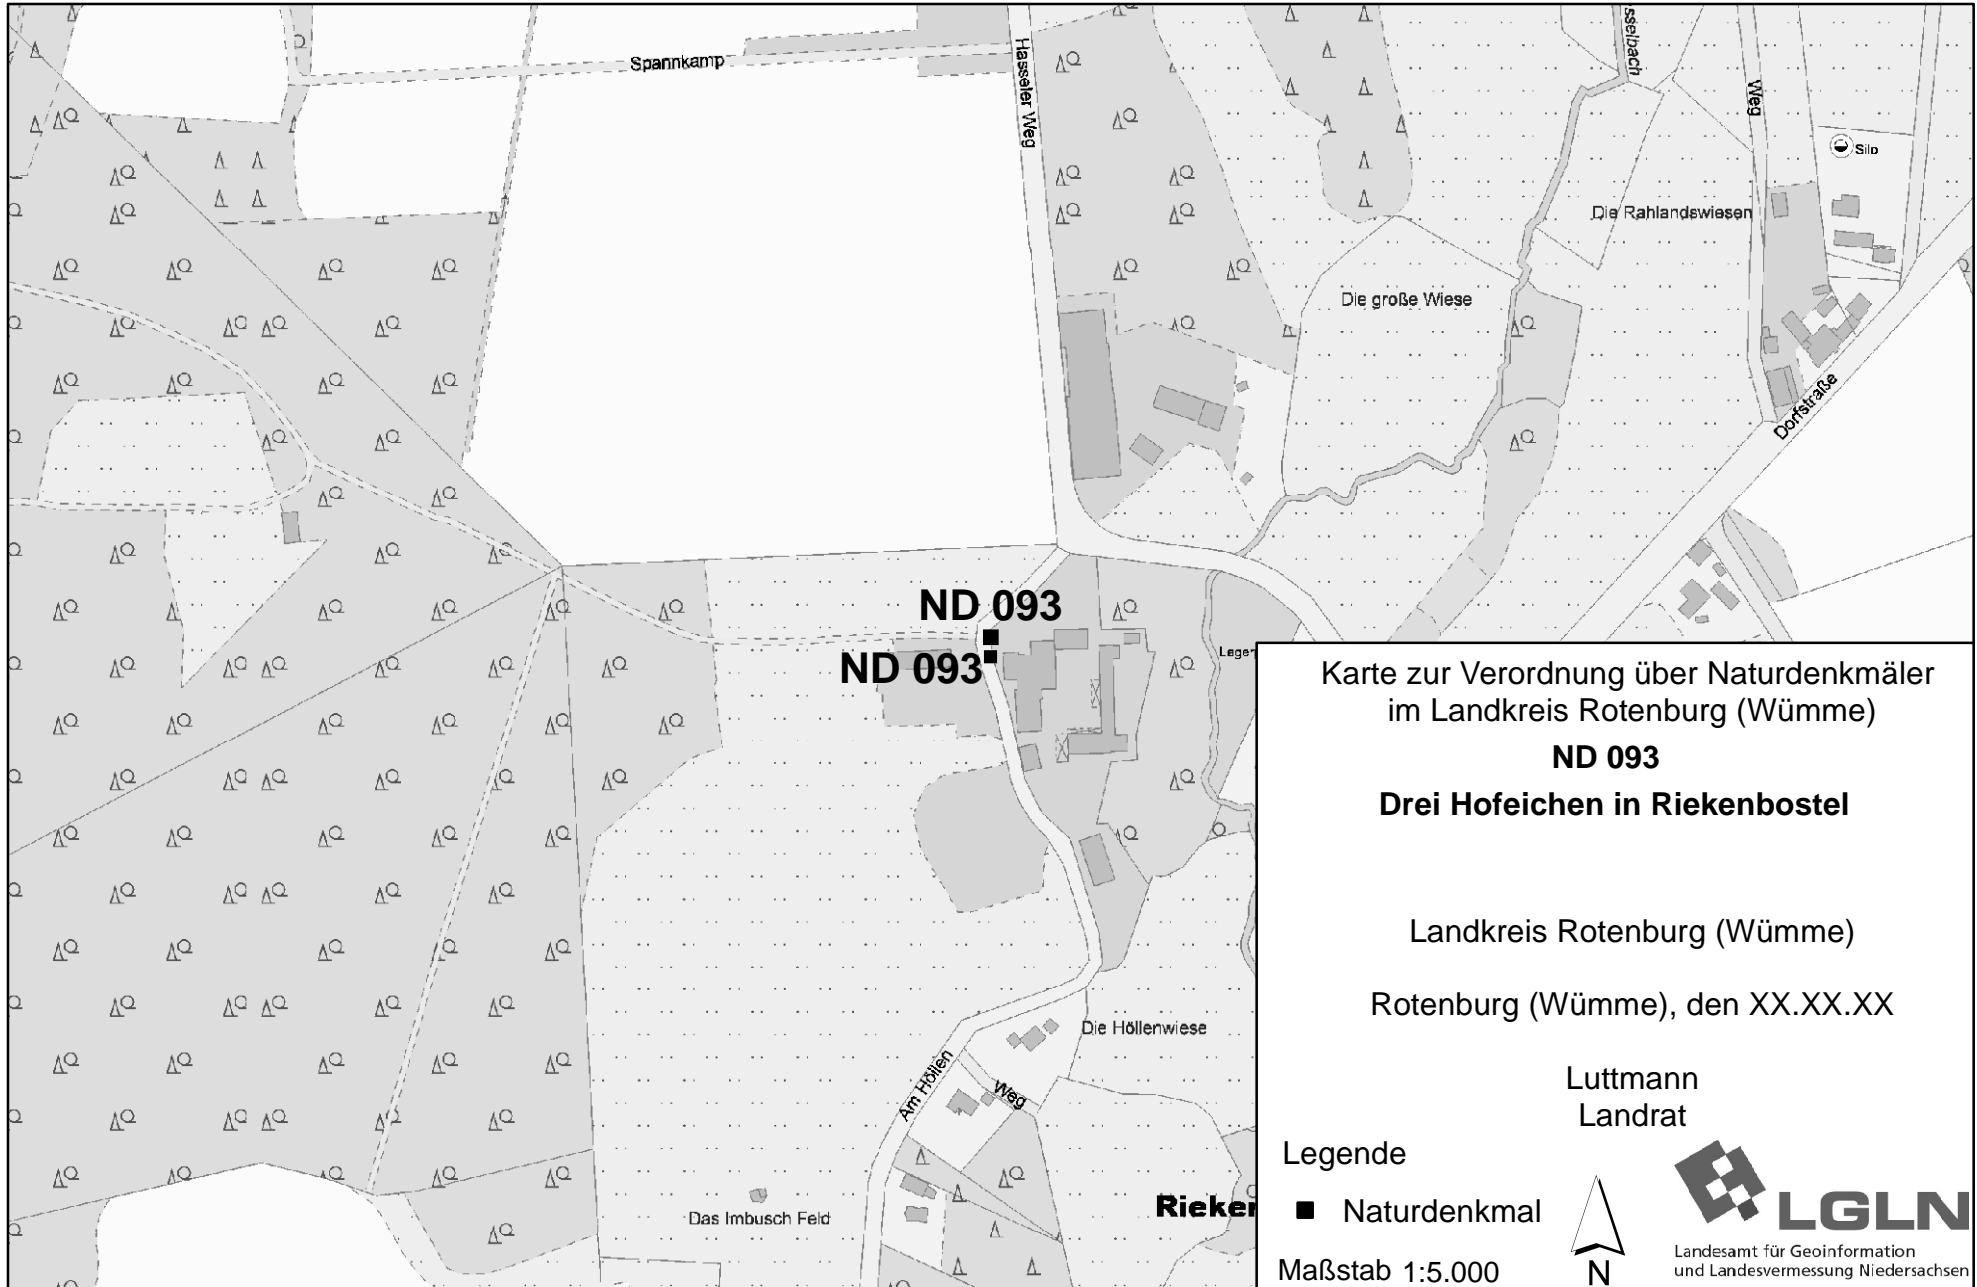 Spannkamp
Hasseler Weg
sselbach
Weg
Silo
Die Rahlandswiesen
Die große Wiese
Dorfstraße
ND 093
ND 093
Die Höllenwiese
Am Höllen
Weg
Das Imbusch Feld
Rieker
Karte zur Verordnung über Naturdenkmäler
im Landkreis Rotenburg (Wümme)
ND 093
Drei Hofeichen in Riekenbostel
Landkreis Rotenburg (Wümme)
Rotenburg (Wümme), den XX.XX.XX
Luttmann
Landrat
Legende
Naturdenkmal
Maßstab 1:5.000
N
LGLN
Landesamt für Geoinformation
und Landesvermessung Niedersachsen